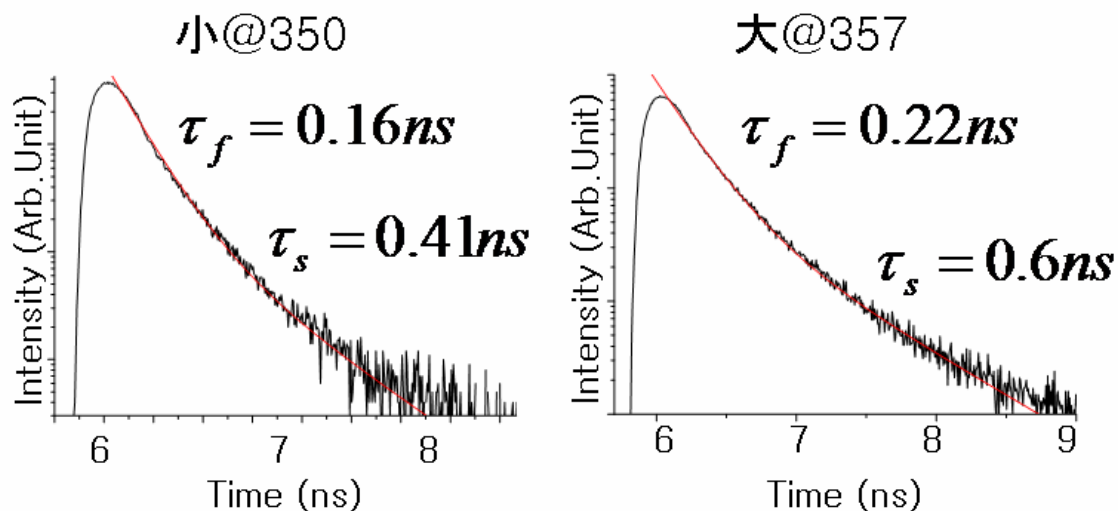 小@350
τf = 0.16ns
τs = 0.41ns
Intensity (Arb.Unit)
6 7 8
Time (ns)
大@357
τf = 0.22ns
τs = 0.6ns
Intensity (Arb.Unit)
6 7 8 9
Time (ns)